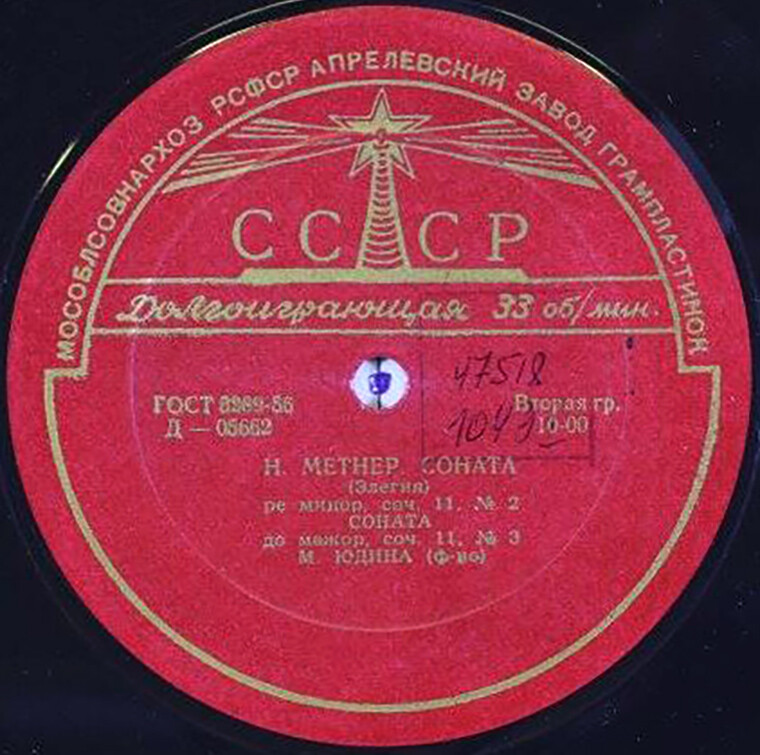 МОСОБЛСОВНАРХОЗ РСФСР АПРЕЛЕВСКИЙ ЗАВОД ГРАМПЛАСТИНОК
СССР
Долгоиграющая 33 об/мин.
47518
ГОСТ 5289-56 Вторая гр.
Д — 05662 1043 10-00
Н. МЕТНЕР. СОНАТА
(Элегия)
ре минор, соч. 11, № 2
СОНАТА
до мажор, соч. 11, № 3
М. ЮДИНА (ф-но)